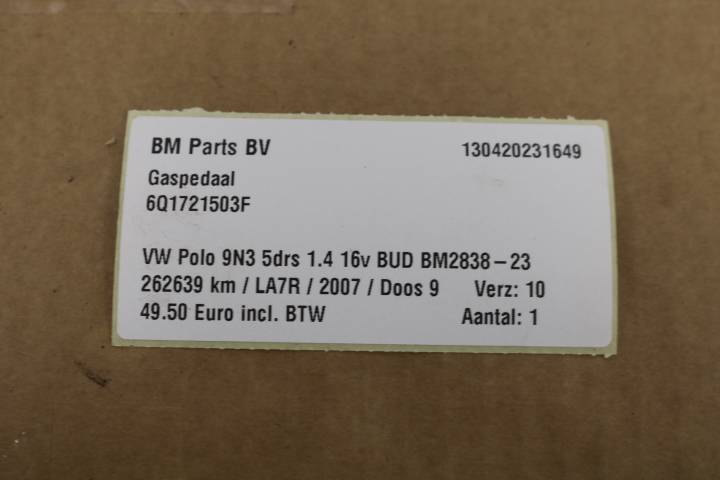 BM Parts BV 130420231649
Gaspedaal
6Q1721503F
VW Polo 9N3 5drs 1.4 16v BUD BM2838-23
262639 km / LA7R / 2007 / Doos 9 Verz: 10
49.50 Euro incl. BTW Aantal: 1